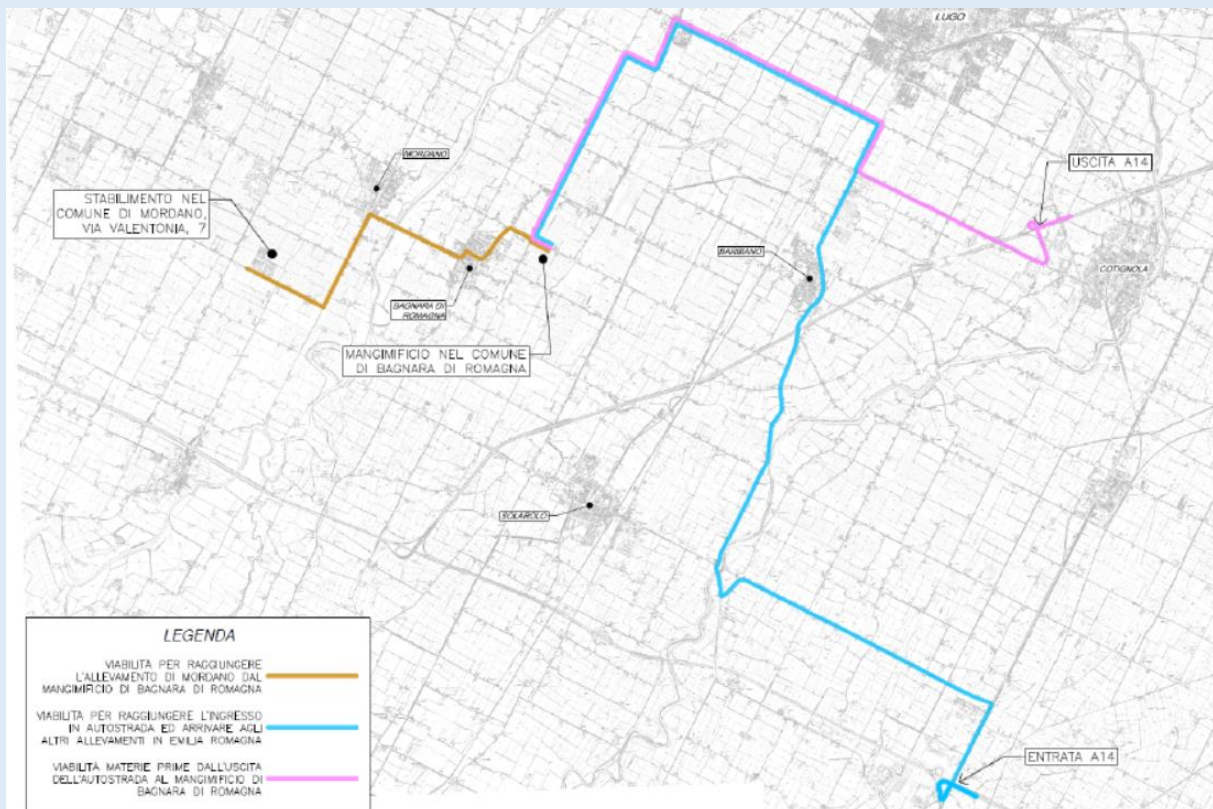 LUGO
MORDANO
USCITA A14
STABILIMENTO NEL
COMUNE DI MORDANO,
VIA VALENTONIA, 7
BARBIANO
COTIGNOLA
BAGNARA DI
ROMAGNA
MANGIMIFICIO NEL COMUNE
DI BAGNARA DI ROMAGNA
SOLAROLO
ENTRATA A14
LEGENDA
VIABILITA PER RAGGIUNGERE
L'ALLEVAMENTO DI MORDANO DAL
MANGIMIFICIO DI BAGNARA DI ROMAGNA
VIABILITA PER RAGGIUNGERE L'INGRESSO
IN AUTOSTRADA ED ARRIVARE AGLI
ALTRI ALLEVAMENTI IN EMILIA ROMAGNA
VIABILITA MATERIE PRIME DALL'USCITA
DELL'AUTOSTRADA AL MANGIMIFICIO DI
BAGNARA DI ROMAGNA